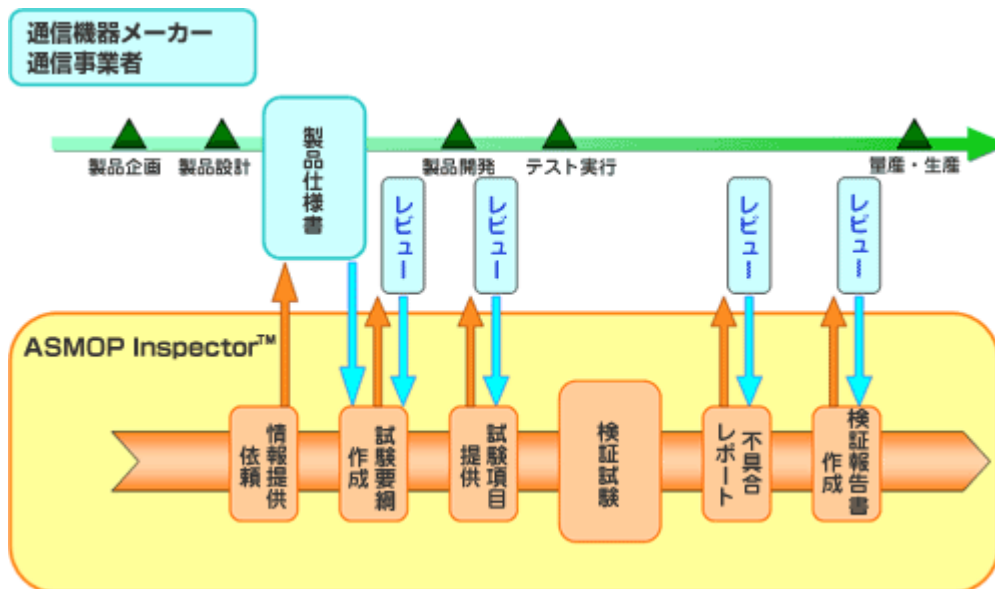 通信機器メーカー
通信事業者
製品企画
製品設計
製品仕様書
製品開発
テスト実行
量産・生産
レビュー
レビュー
レビュー
レビュー
ASMOP Inspector™
情報提供
依頼
試験要綱
作成
試験項目
提供
検証試験
不具合
レポート
検証報告書
作成